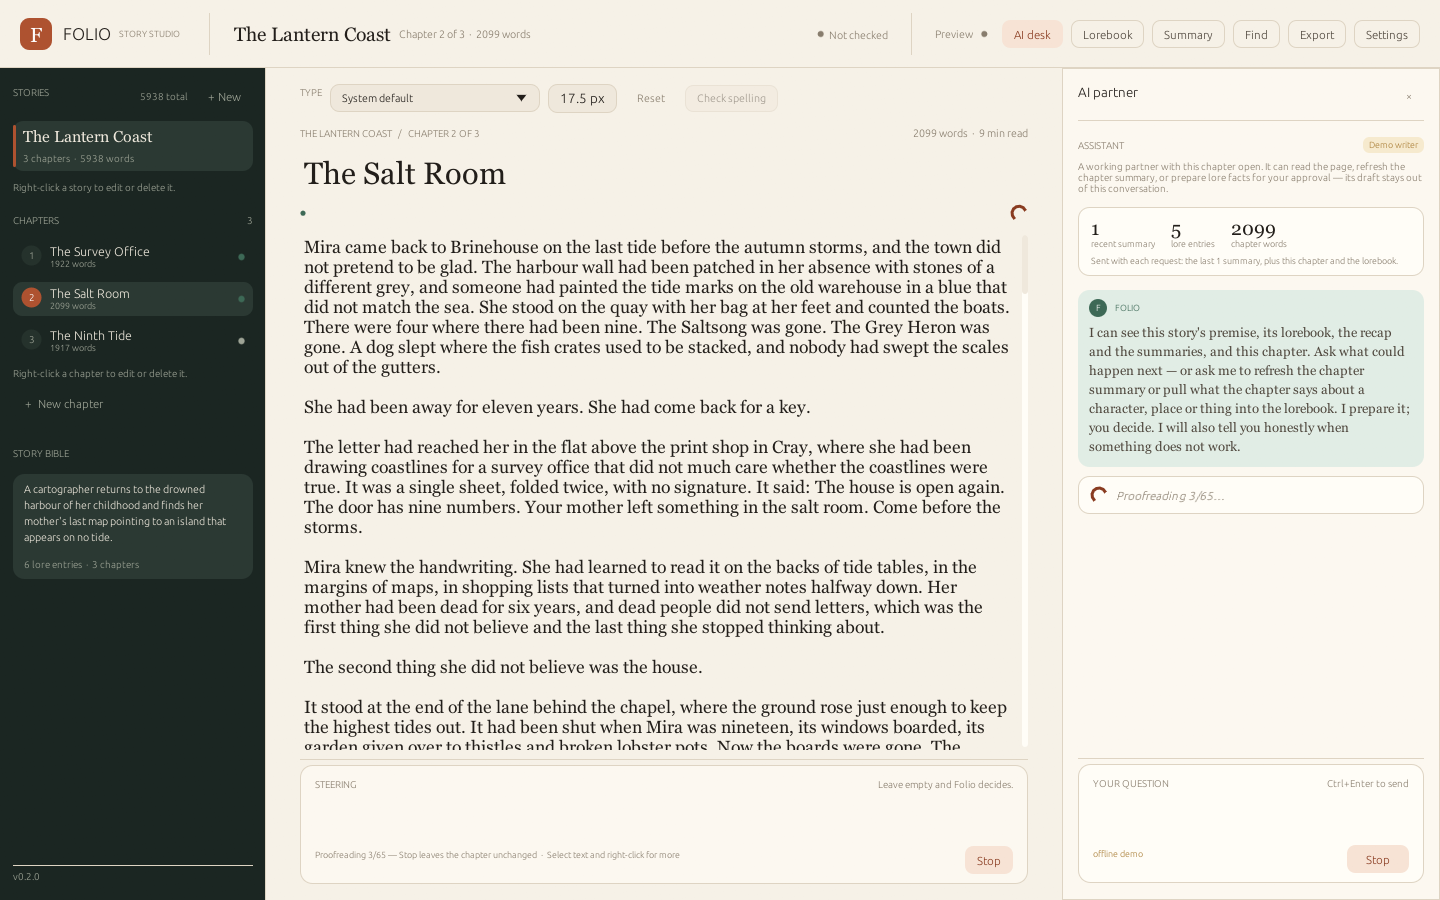 F FOLIO STORY STUDIO
The Lantern Coast Chapter 2 of 3 · 2099 words
Not checked
Preview
AI desk
Lorebook
Summary
Find
Export
Settings
STORIES
5938 total
+ New
The Lantern Coast
3 chapters · 5938 words
Right-click a story to edit or delete it.
CHAPTERS
3
1 The Survey Office
1922 words
2 The Salt Room
2099 words
3 The Ninth Tide
1917 words
Right-click a chapter to edit or delete it.
+ New chapter
STORY BIBLE
A cartographer returns to the drowned
harbour of her childhood and finds her
mother's last map pointing to an island that
appears on no tide.
6 lore entries · 3 chapters
v0.2.0
TYPE
System default
17.5 px
Reset
Check spelling
THE LANTERN COAST / CHAPTER 2 OF 3
2099 words · 9 min read
The Salt Room
Mira came back to Brinehouse on the last tide before the autumn storms, and the town did
not pretend to be glad. The harbour wall had been patched in her absence with stones of a
different grey, and someone had painted the tide marks on the old warehouse in a blue that
did not match the sea. She stood on the quay with her bag at her feet and counted the boats.
There were four where there had been nine. The Saltsong was gone. The Grey Heron was
gone. A dog slept where the fish crates used to be stacked, and nobody had swept the scales
out of the gutters.
She had been away for eleven years. She had come back for a key.
The letter had reached her in the flat above the print shop in Cray, where she had been
drawing coastlines for a survey office that did not much care whether the coastlines were
true. It was a single sheet, folded twice, with no signature. It said: The house is open again.
The door has nine numbers. Your mother left something in the salt room. Come before the
storms.
Mira knew the handwriting. She had learned to read it on the backs of tide tables, in the
margins of maps, in shopping lists that turned into weather notes halfway down. Her
mother had been dead for six years, and dead people did not send letters, which was the
first thing she did not believe and the last thing she stopped thinking about.
The second thing she did not believe was the house.
It stood at the end of the lane behind the chapel, where the ground rose just enough to keep
the highest tides out. It had been shut when Mira was nineteen, its windows boarded, its
garden given over to thistles and broken lobster pots. Now the boards were gone. The
STEERING
Leave empty and Folio decides.
Proofreading 3/65 — Stop leaves the chapter unchanged · Select text and right-click for more
Stop
AI partner
×
ASSISTANT
Demo writer
A working partner with this chapter open. It can read the page, refresh the
chapter summary, or prepare lore facts for your approval — its draft stays out
of this conversation.
1
recent summary
5
lore entries
2099
chapter words
Sent with each request: the last 1 summary, plus this chapter and the lorebook.
F FOLIO
I can see this story's premise, its lorebook, the recap
and the summaries, and this chapter. Ask what could
happen next — or ask me to refresh the chapter
summary or pull what the chapter says about a
character, place or thing into the lorebook. I prepare it;
you decide. I will also tell you honestly when
something does not work.
Proofreading 3/65...
YOUR QUESTION
Ctrl+Enter to send
offline demo
Stop